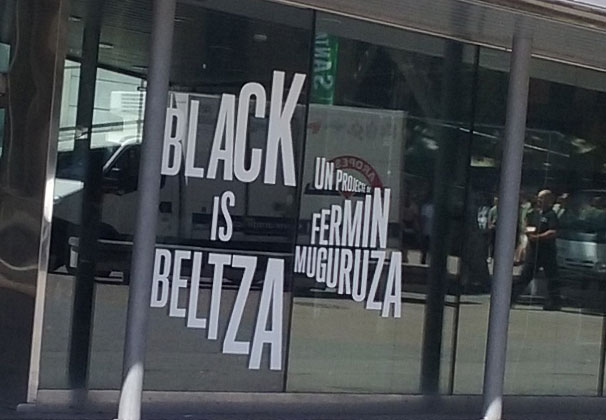 BLACK
IS
BELTZA
UN PROJECTE DE
FERMIN
MUGURUZA